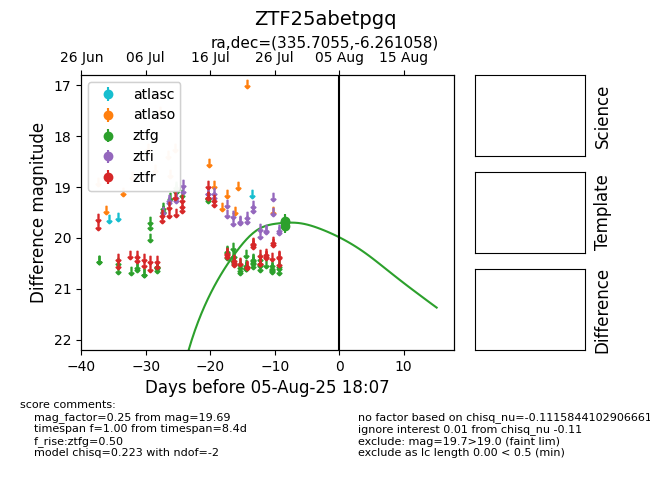 ZTF25abetpgq
ra,dec=(335.7055,-6.261058)
26 Jun 06 Jul 16 Jul 26 Jul 05 Aug 15 Aug
17
18
19
20
21
22
Difference magnitude
atlasc
atlaso
ztfg
ztfi
ztfr
−40 −30 −20 −10 0 10
Days before 05-Aug-25 18:07
Science
Template
Difference
score comments:
mag_factor=0.25 from mag=19.69
timespan f=1.00 from timespan=8.4d
f_rise:ztfg=0.50
model chisq=0.223 with ndof=-2
no factor based on chisq_nu=-0.1115844102906661
ignore interest 0.01 from chisq_nu -0.11
exclude: mag=19.7>19.0 (faint lim)
exclude as lc length 0.00 < 0.5 (min)